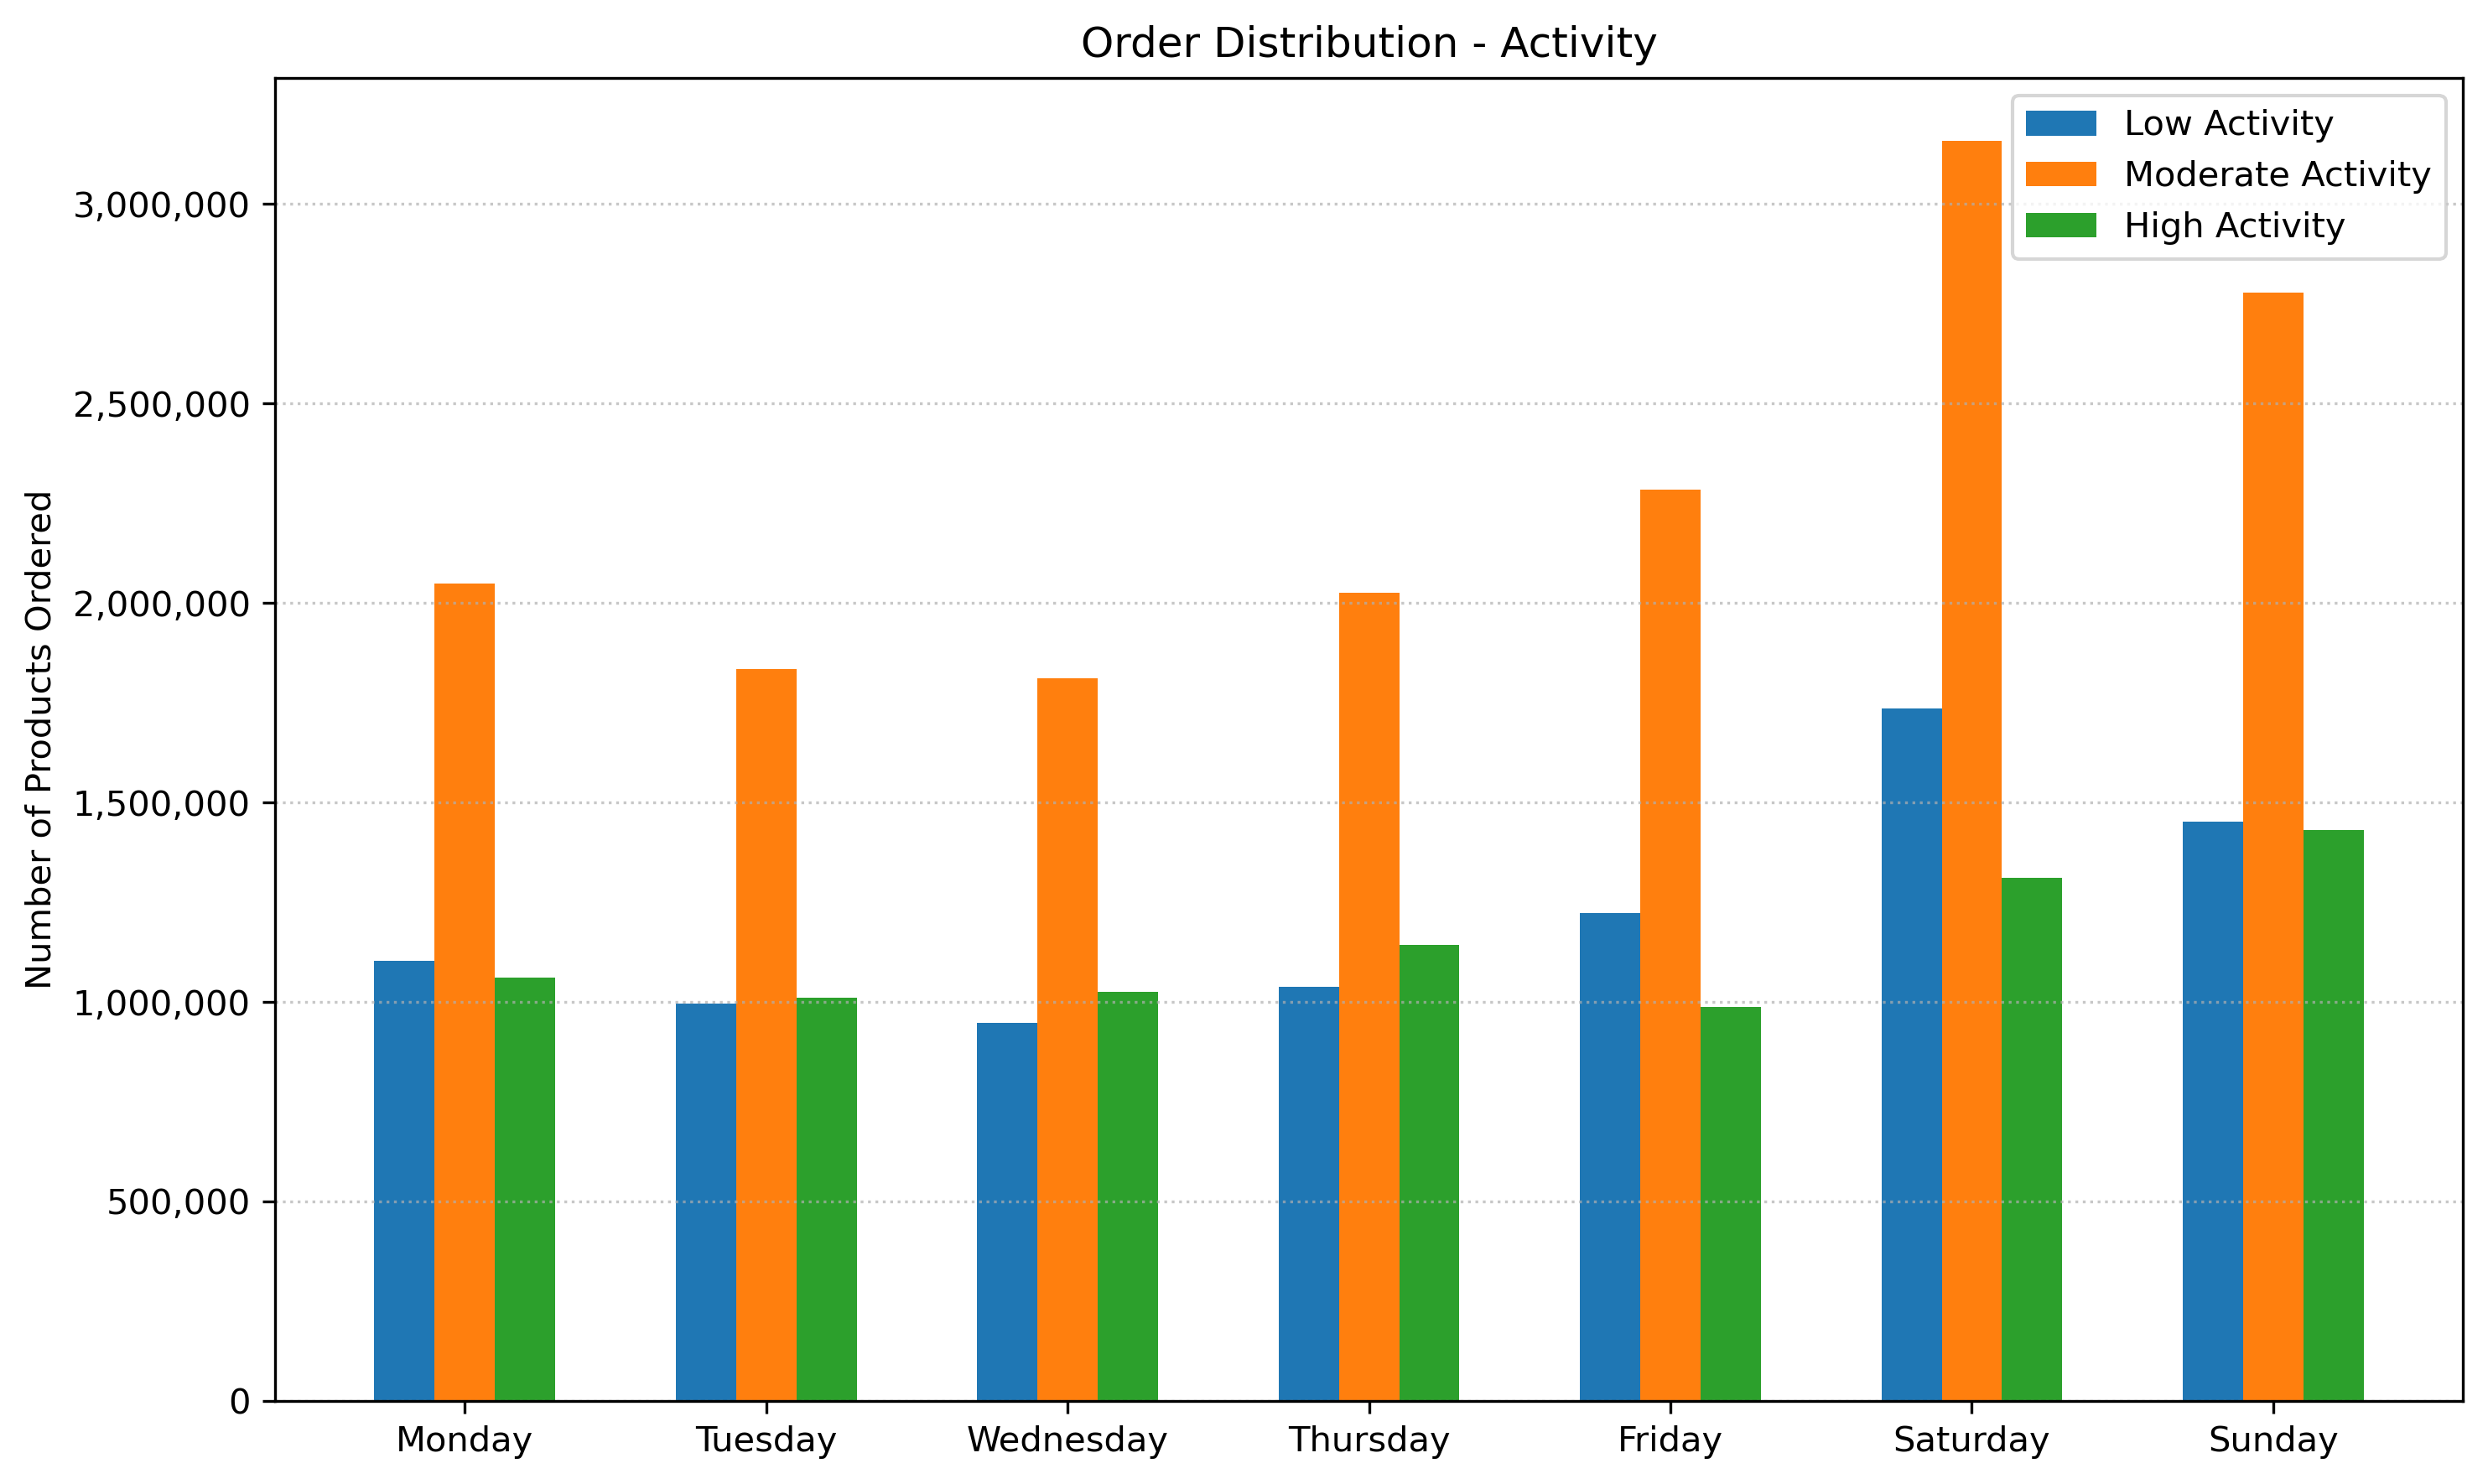 Order Distribution - Activity
Low Activity
Moderate Activity
High Activity
Number of Products Ordered
3,000,000
2,500,000
2,000,000
1,500,000
1,000,000
500,000
0
Monday Tuesday Wednesday Thursday Friday Saturday Sunday